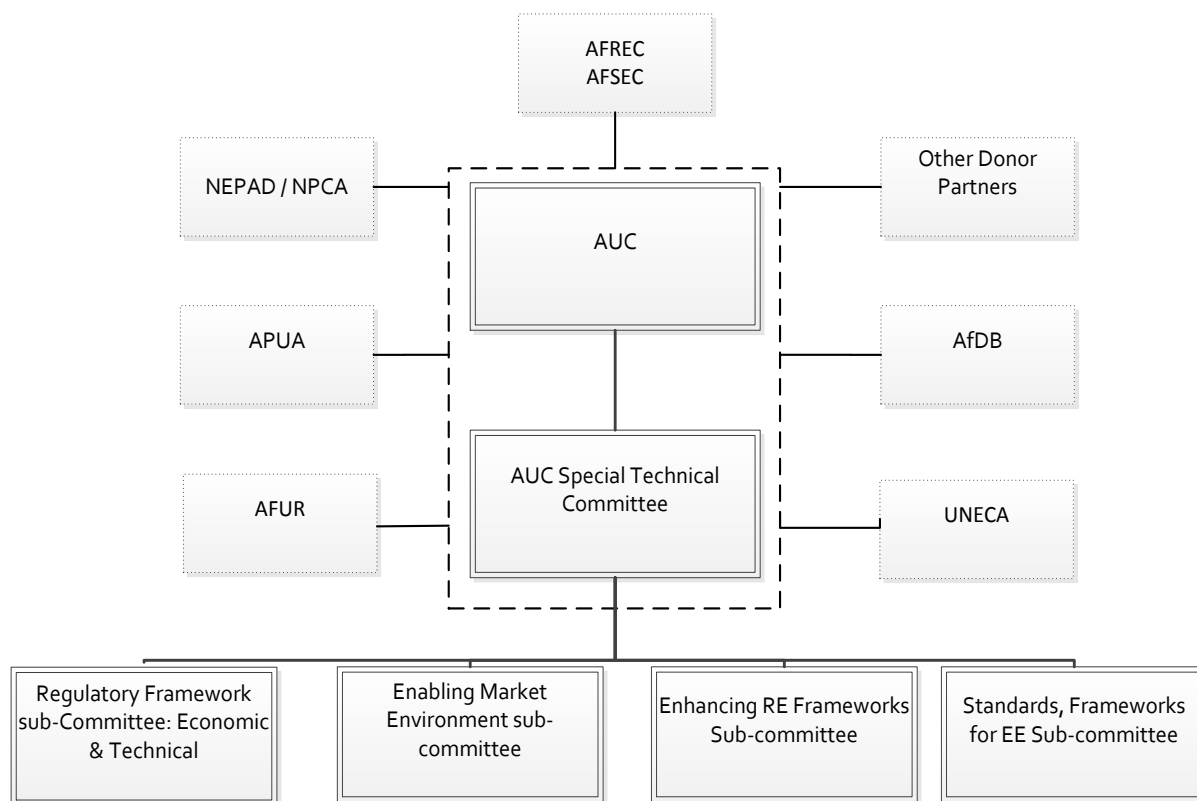 AFREC
AFSEC
NEPAD / NPCA
Other Donor
Partners
AUC
APUA
AfDB
AUC Special Technical
Committee
AFUR
UNECA
Regulatory Framework
sub-Committee: Economic
& Technical
Enabling Market
Environment sub-
committee
Enhancing RE Frameworks
Sub-committee
Standards, Frameworks
for EE Sub-committee